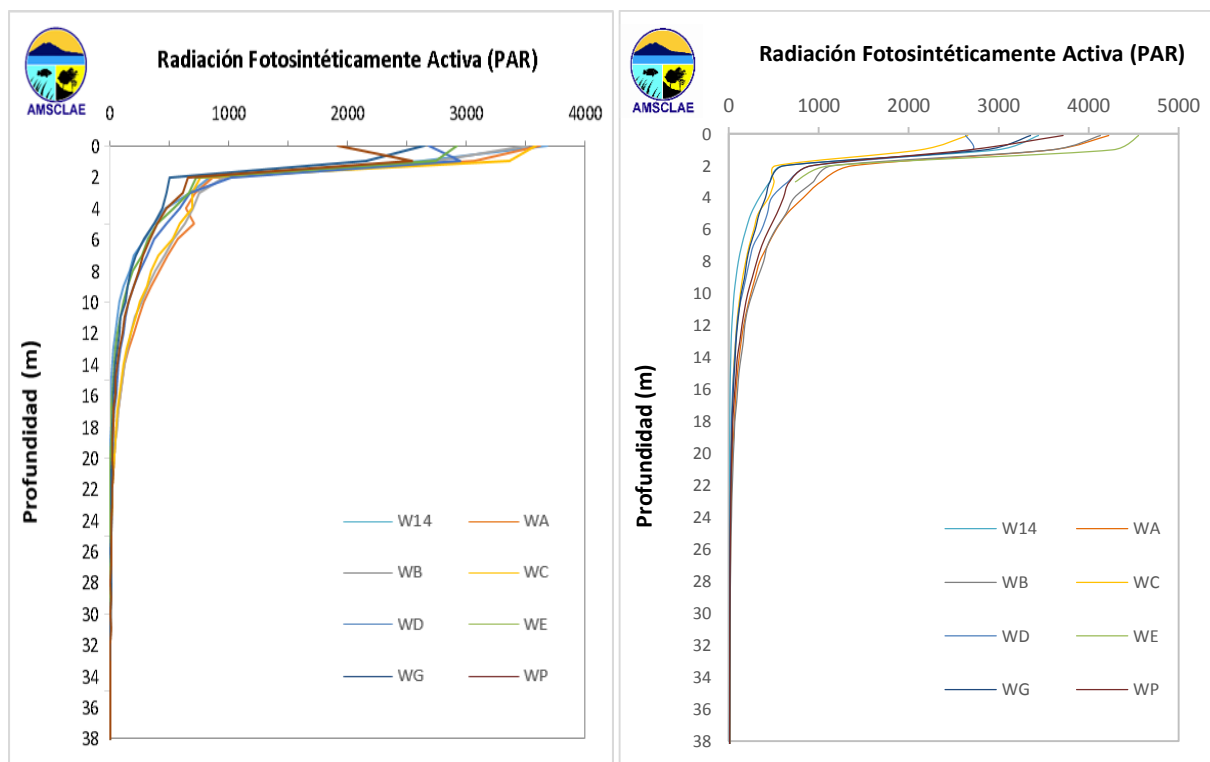 AMSCLAE
Radiación Fotosintéticamente Activa (PAR)
0 1000 2000 3000 4000
0
2
4
6
8
10
12
14
16
18
20
22
24
26
28
30
32
34
36
38
Profundidad (m)
W14 WA
WB WC
WD WE
WG WP
AMSCLAE
Radiación Fotosintéticamente Activa (PAR)
0 1000 2000 3000 4000 5000
0
2
4
6
8
10
12
14
16
18
20
22
24
26
28
30
32
34
36
38
Profundidad (m)
W14 WA
WB WC
WD WE
WG WP